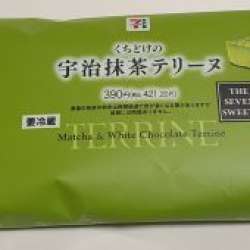 くちどけの
宇治抹茶テリーヌ
390円(税込421.20円)
要冷蔵
THE
SEVEN
SWEETS
Matcha & White Chocolate Terrine
TERRINE